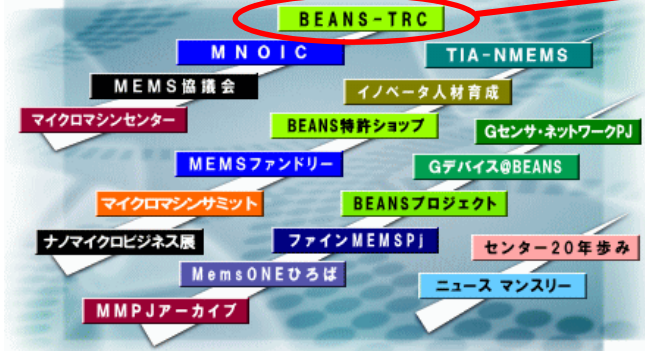 BEANS-TRC
MNOIC
TIA-NMEMS
MEMS協議会
イノベータ人材育成
マイクロマシンセンター
BEANS特許ショップ
Gセンサ・ネットワークPJ
MEMSファンドリー
Gデバイス@BEANS
マイクロマシンサミット
BEANSプロジェクト
ナノマイクロビジネス展
ファインMEMSPj
センター20年歩み
MemsONEひろば
ニュース マンスリー
MMPJアーカイブ